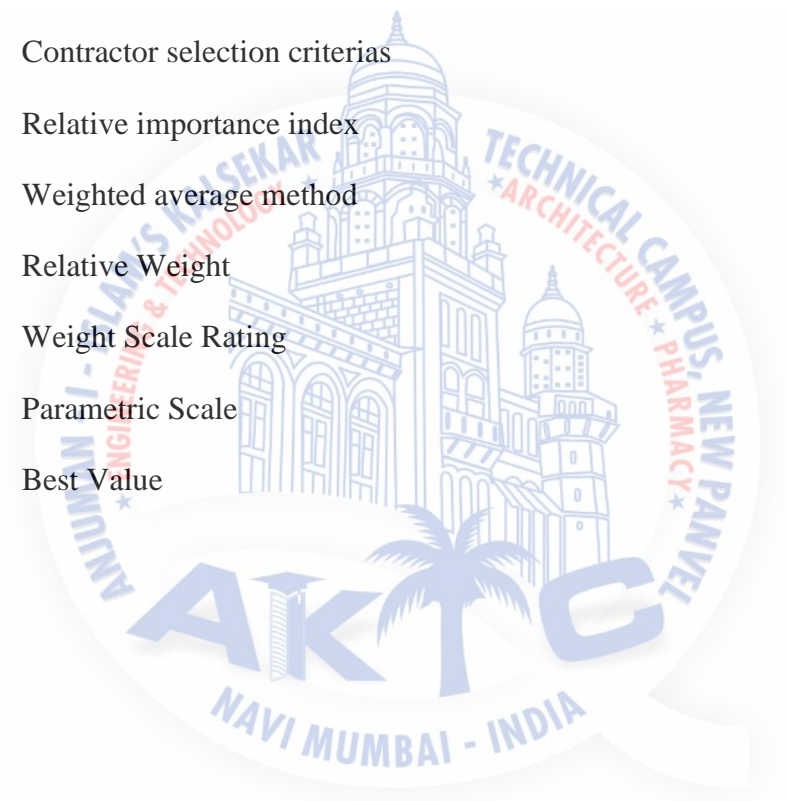 Contractor selection criterias
Relative importance index
Weighted average method
Relative Weight
Weight Scale Rating
Parametric Scale
Best Value
ANJUMAN - I - ISLAM'S KALSEKAR TECHNICAL CAMPUS, NEW PANVEL
* ENGINEERING & TECHNOLOGY * *ARCHITECTURE * PHARMACY *
AKTC
NAVI MUMBAI - INDIA